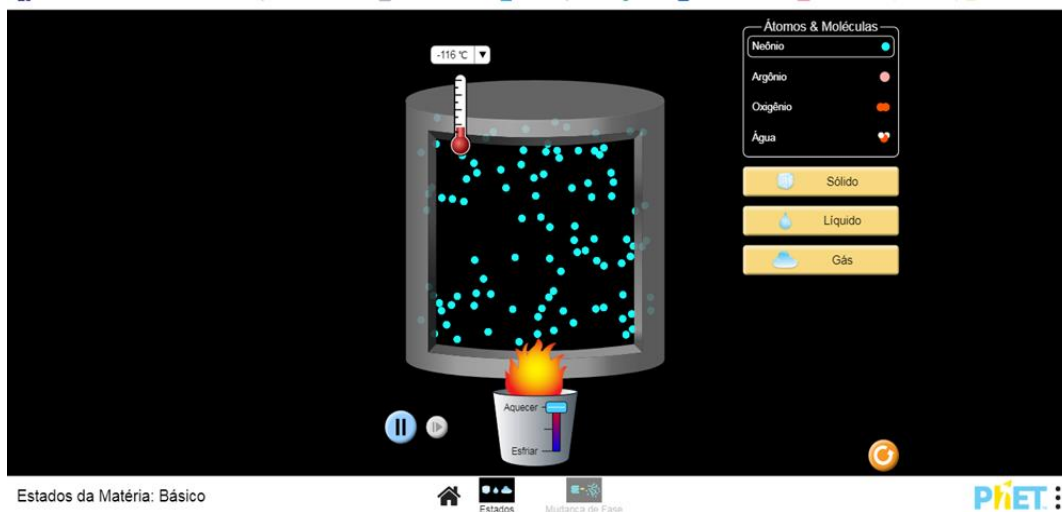 Átomos & Moléculas
-116 °C
Neônio
Argônio
Oxigênio
Água
Sólido
Líquido
Gás
Aquecer
Esfriar
Estados da Matéria: Básico
Estados
Mudança de Fase
PhET